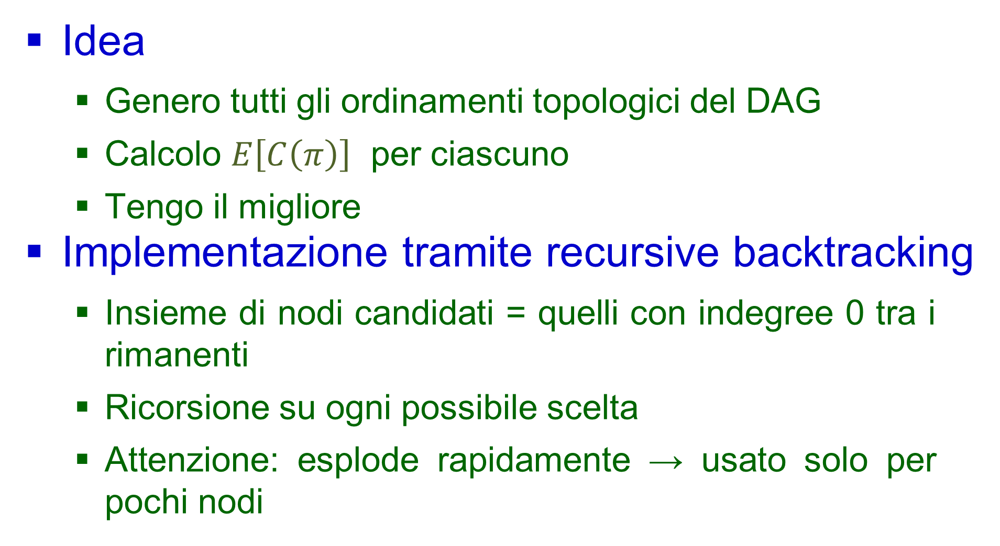 ▪ Idea
▪ Genero tutti gli ordinamenti topologici del DAG
▪ Calcolo 𝐸[𝐶(𝜋)] per ciascuno
▪ Tengo il migliore
▪ Implementazione tramite recursive backtracking
▪ Insieme di nodi candidati = quelli con indegree 0 tra i
rimanenti
▪ Ricorsione su ogni possibile scelta
▪ Attenzione: esplode rapidamente → usato solo per
pochi nodi